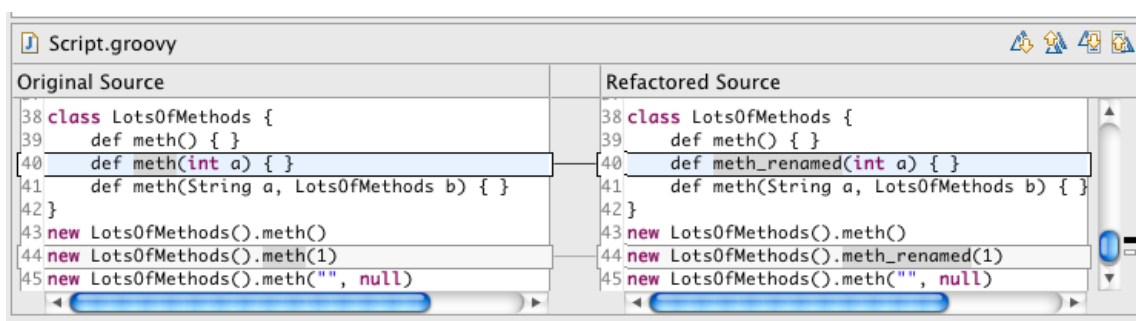 Script.groovy
Original Source
38 class LotsOfMethods {
39 def meth() { }
40 def meth(int a) { }
41 def meth(String a, LotsOfMethods b) { }
42 }
43 new LotsOfMethods().meth()
44 new LotsOfMethods().meth(1)
45 new LotsOfMethods().meth("", null)
Refactored Source
38 class LotsOfMethods {
39 def meth() { }
40 def meth_renamed(int a) { }
41 def meth(String a, LotsOfMethods b) { }
42 }
43 new LotsOfMethods().meth()
44 new LotsOfMethods().meth_renamed(1)
45 new LotsOfMethods().meth("", null)